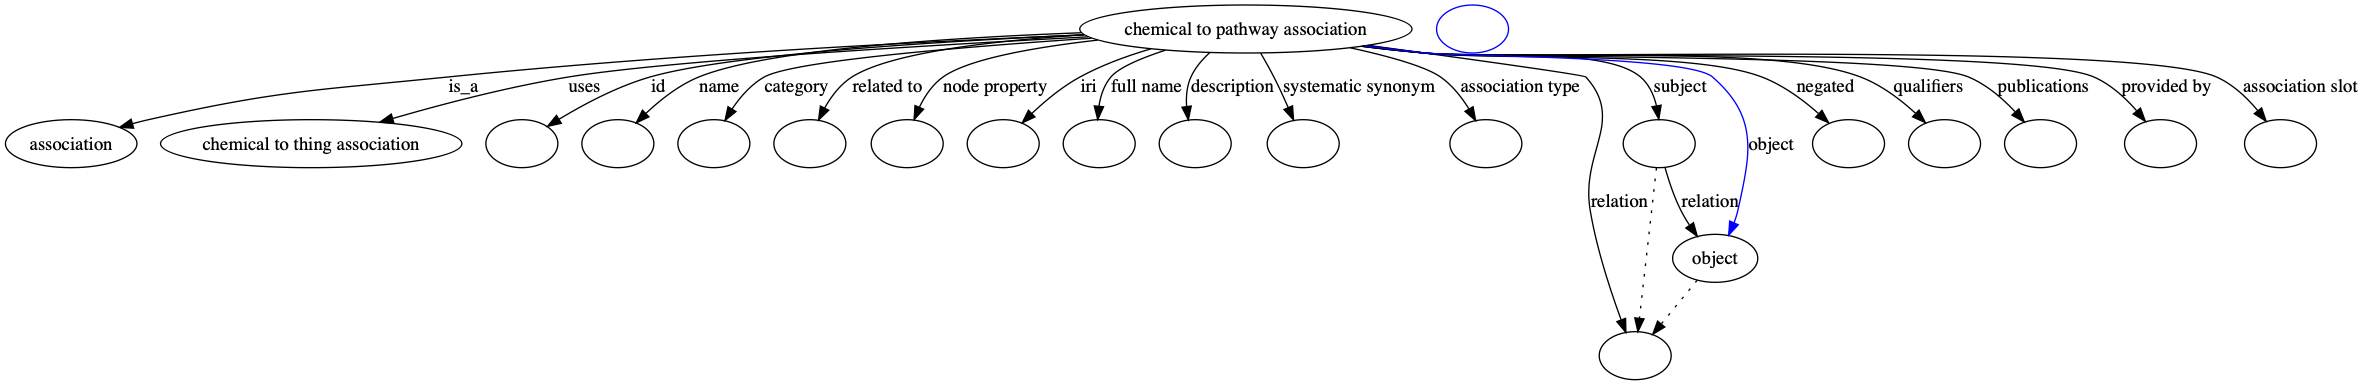 chemical to pathway association
is_a
uses
id
name
category
related to
node property
iri
full name
description
systematic synonym
association type
subject
negated
qualifiers
publications
provided by
association slot
association
chemical to thing association
object
relation
relation
object